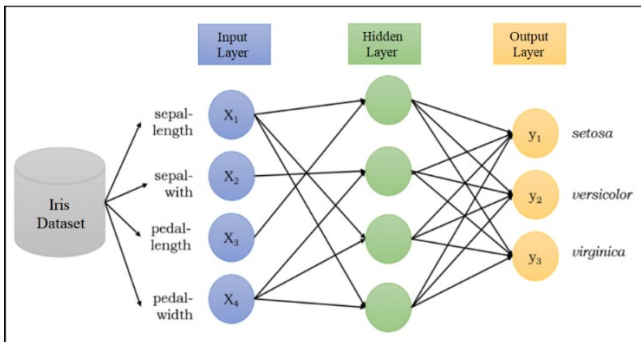 Input
Layer
Hidden
Layer
Output
Layer
Iris
Dataset
sepal-
length
sepal-
with
pedal-
length
pedal-
width
X1
X2
X3
X4
y1
y2
y3
setosa
versicolor
virginica